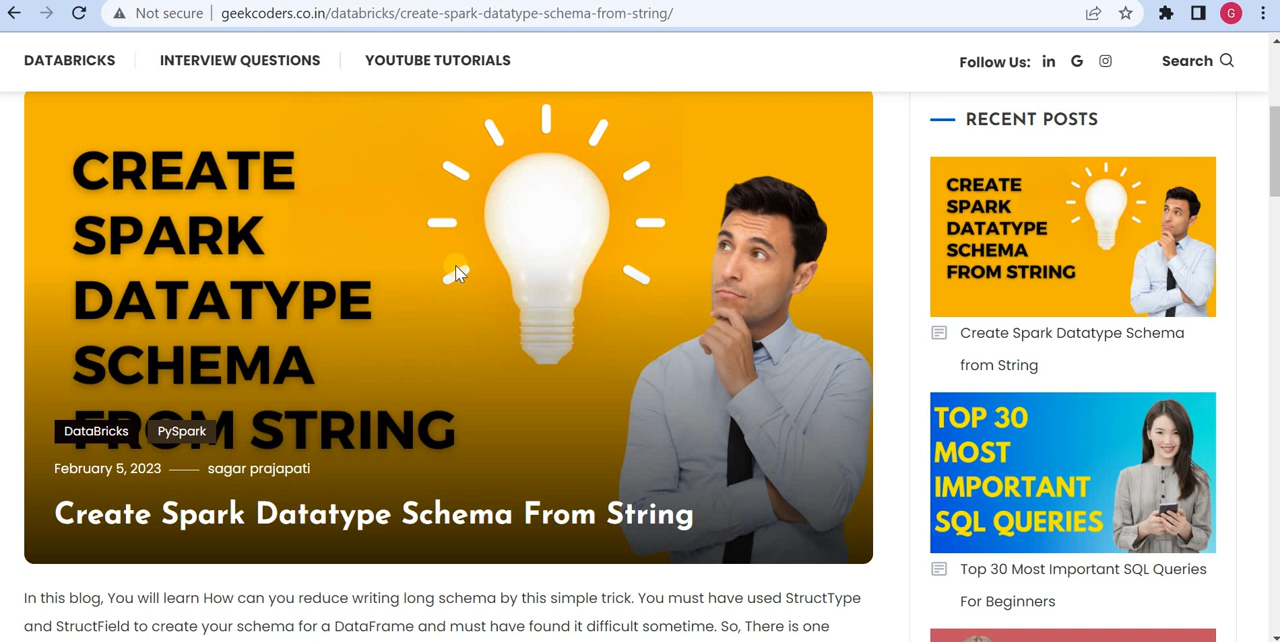 Not secure geekcoders.co.in/databricks/create-spark-datatype-schema-from-string/
G
DATABRICKS INTERVIEW QUESTIONS YOUTUBE TUTORIALS Follow Us: in G Search
CREATE
SPARK
DATATYPE
SCHEMA
FROM STRING
DataBricks PySpark
February 5, 2023 sagar prajapati
Create Spark Datatype Schema From String
In this blog, You will learn How can you reduce writing long schema by this simple trick. You must have used StructType
and StructField to create your schema for a DataFrame and must have found it difficult sometime. So, There is one
RECENT POSTS
CREATE
SPARK
DATATYPE
SCHEMA
FROM STRING
Create Spark Datatype Schema
from String
TOP 30
MOST
IMPORTANT
SQL QUERIES
Top 30 Most Important SQL Queries
For Beginners